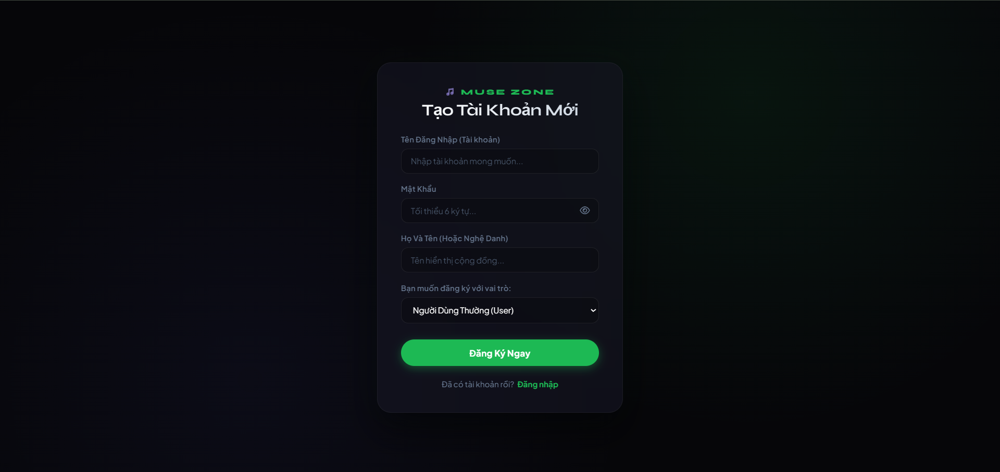 MUSE ZONE
Tạo Tài Khoản Mới
Tên Đăng Nhập (Tài khoản)
Nhập tài khoản mong muốn...
Mật Khẩu
Tối thiểu 6 ký tự...
Họ Và Tên (Hoặc Nghệ Danh)
Tên hiển thị cộng đồng...
Bạn muốn đăng ký với vai trò:
Người Dùng Thường (User)
Đăng Ký Ngay
Đã có tài khoản rồi? Đăng nhập